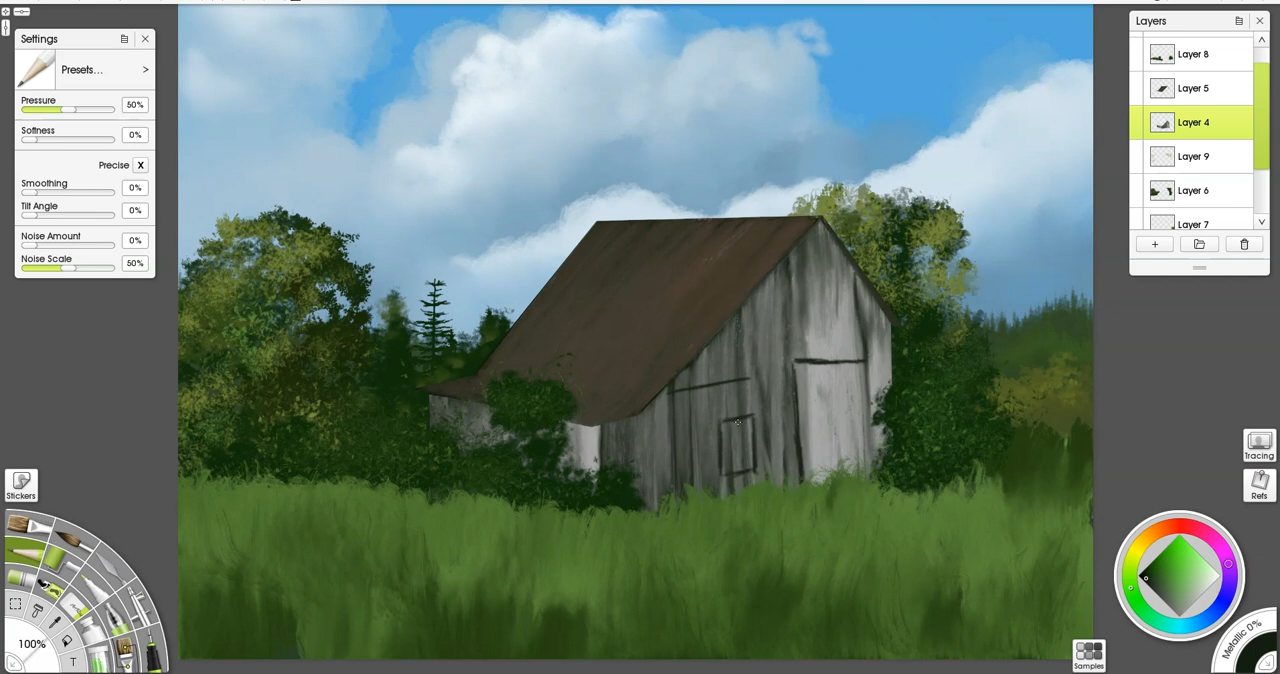 Settings
Presets...
Pressure
50%
Softness
0%
Precise X
Smoothing
0%
Tilt Angle
0%
Noise Amount
0%
Noise Scale
50%
Stickers
100%
T
Layers
Layer 8
Layer 5
Layer 4
Layer 9
Layer 6
Layer 7
Tracing
Refs
Metallic 0%
Samples